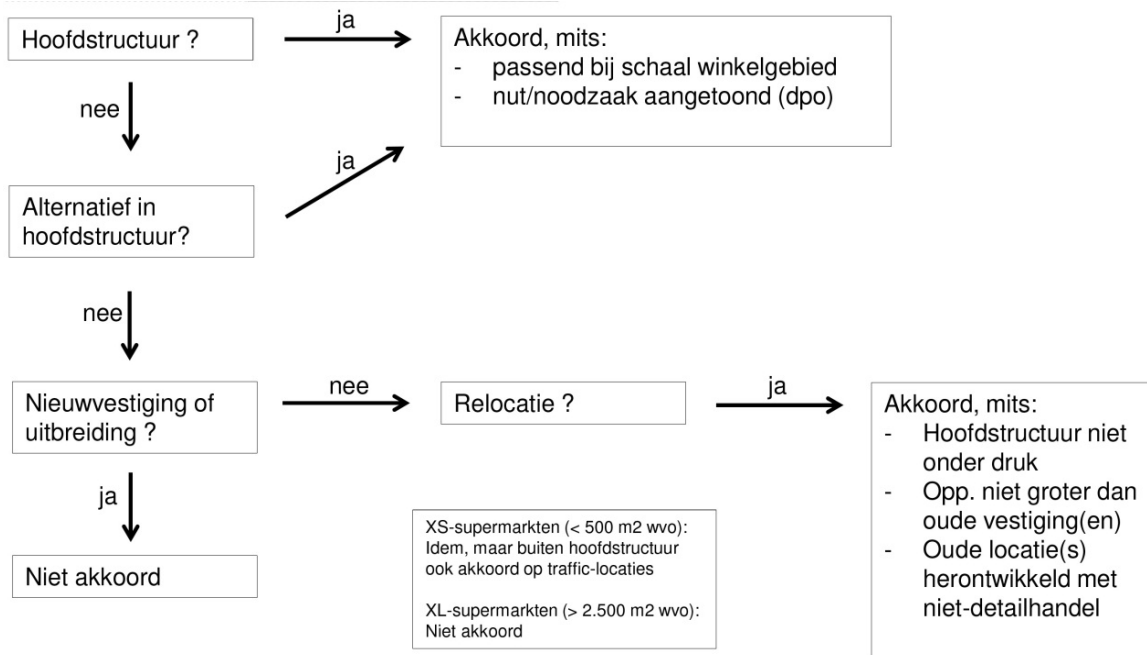 Hoofdstructuur ?
ja
Akkoord, mits:
- passend bij schaal winkelgebied
- nut/noodzaak aangetoond (dpo)
nee
ja
Alternatief in
hoofdstructuur?
nee
Nieuwvestiging of
uitbreiding ?
nee
Relocatie ?
ja
Akkoord, mits:
- Hoofdstructuur niet
onder druk
- Opp. niet groter dan
oude vestiging(en)
- Oude locatie(s)
herontwikkeld met
niet-detailhandel
ja
Niet akkoord
XS-supermarkten (< 500 m2 wvo):
Idem, maar buiten hoofdstructuur
ook akkoord op traffic-locaties
XL-supermarkten (> 2.500 m2 wvo):
Niet akkoord